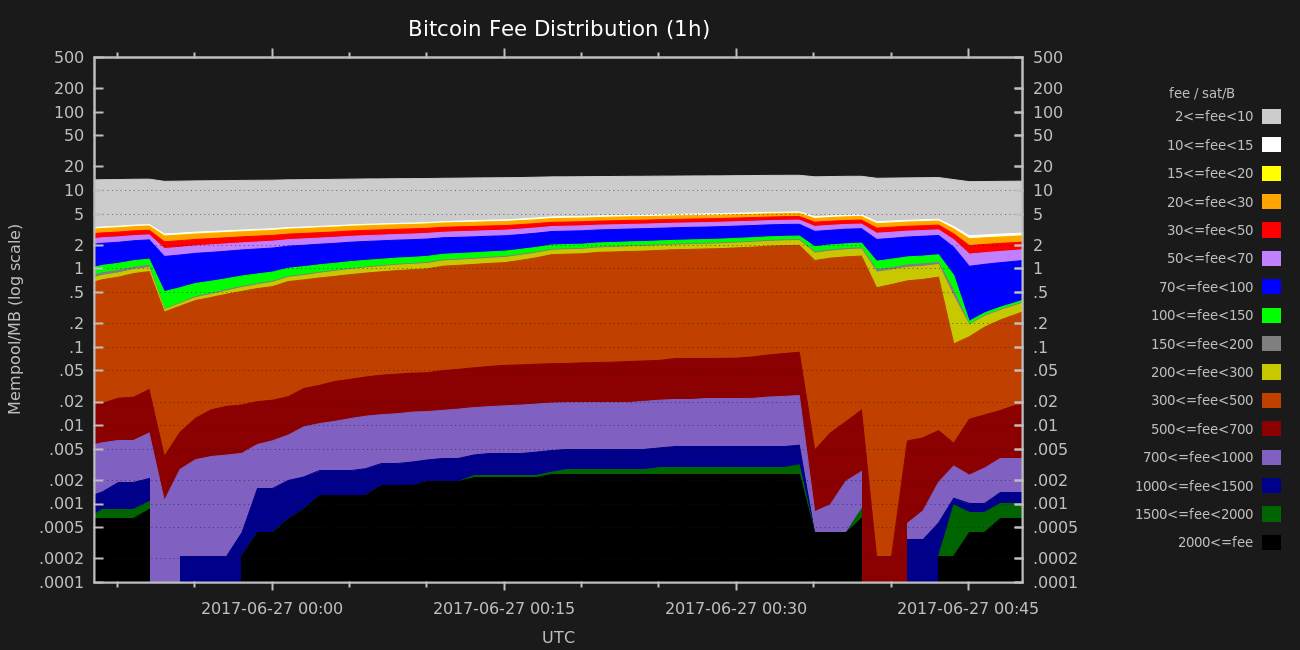 Bitcoin Fee Distribution (1h)
500
200
100
50
20
10
5
2
1
.5
.2
.1
.05
.02
.01
.005
.002
.001
.0005
.0002
.0001
Mempool/MB (log scale)
500
200
100
50
20
10
5
2
1
.5
.2
.1
.05
.02
.01
.005
.002
.001
.0005
.0002
.0001
2017-06-27 00:00
2017-06-27 00:15
2017-06-27 00:30
2017-06-27 00:45
UTC
fee / sat/B
2<=fee<10
10<=fee<15
15<=fee<20
20<=fee<30
30<=fee<50
50<=fee<70
70<=fee<100
100<=fee<150
150<=fee<200
200<=fee<300
300<=fee<500
500<=fee<700
700<=fee<1000
1000<=fee<1500
1500<=fee<2000
2000<=fee